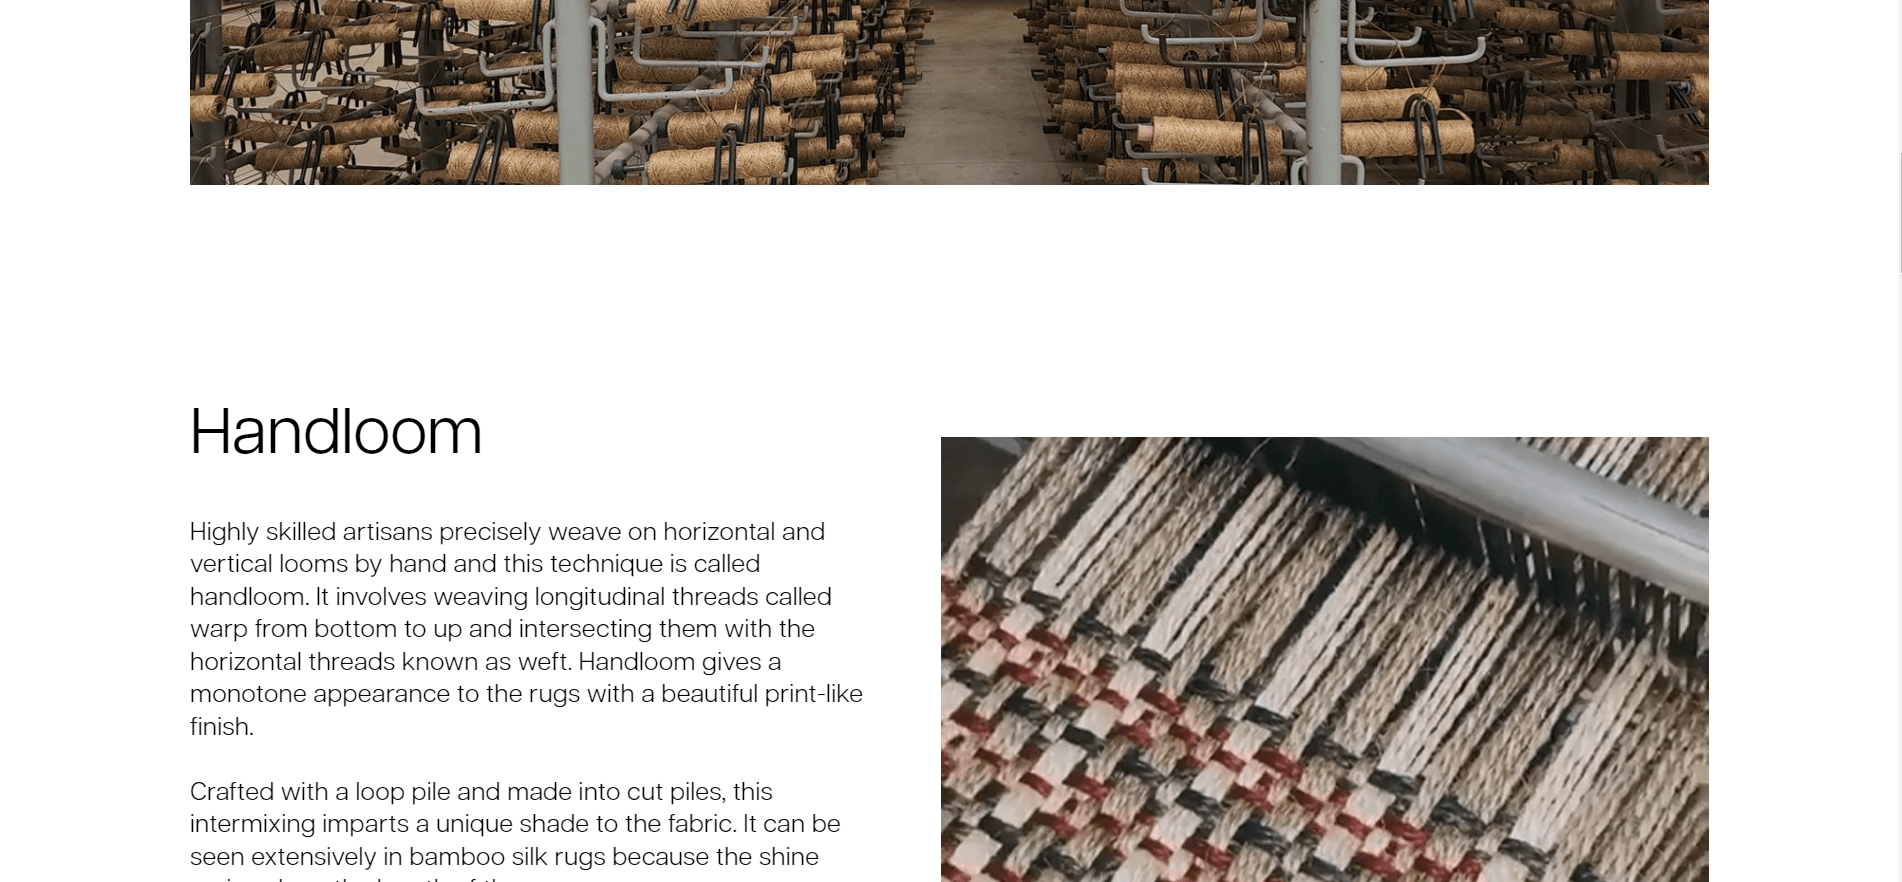 Handloom
Highly skilled artisans precisely weave on horizontal and
vertical looms by hand and this technique is called
handloom. It involves weaving longitudinal threads called
warp from bottom to up and intersecting them with the
horizontal threads known as weft. Handloom gives a
monotone appearance to the rugs with a beautiful print-like
finish.
Crafted with a loop pile and made into cut piles, this
intermixing imparts a unique shade to the fabric. It can be
seen extensively in bamboo silk rugs because the shine